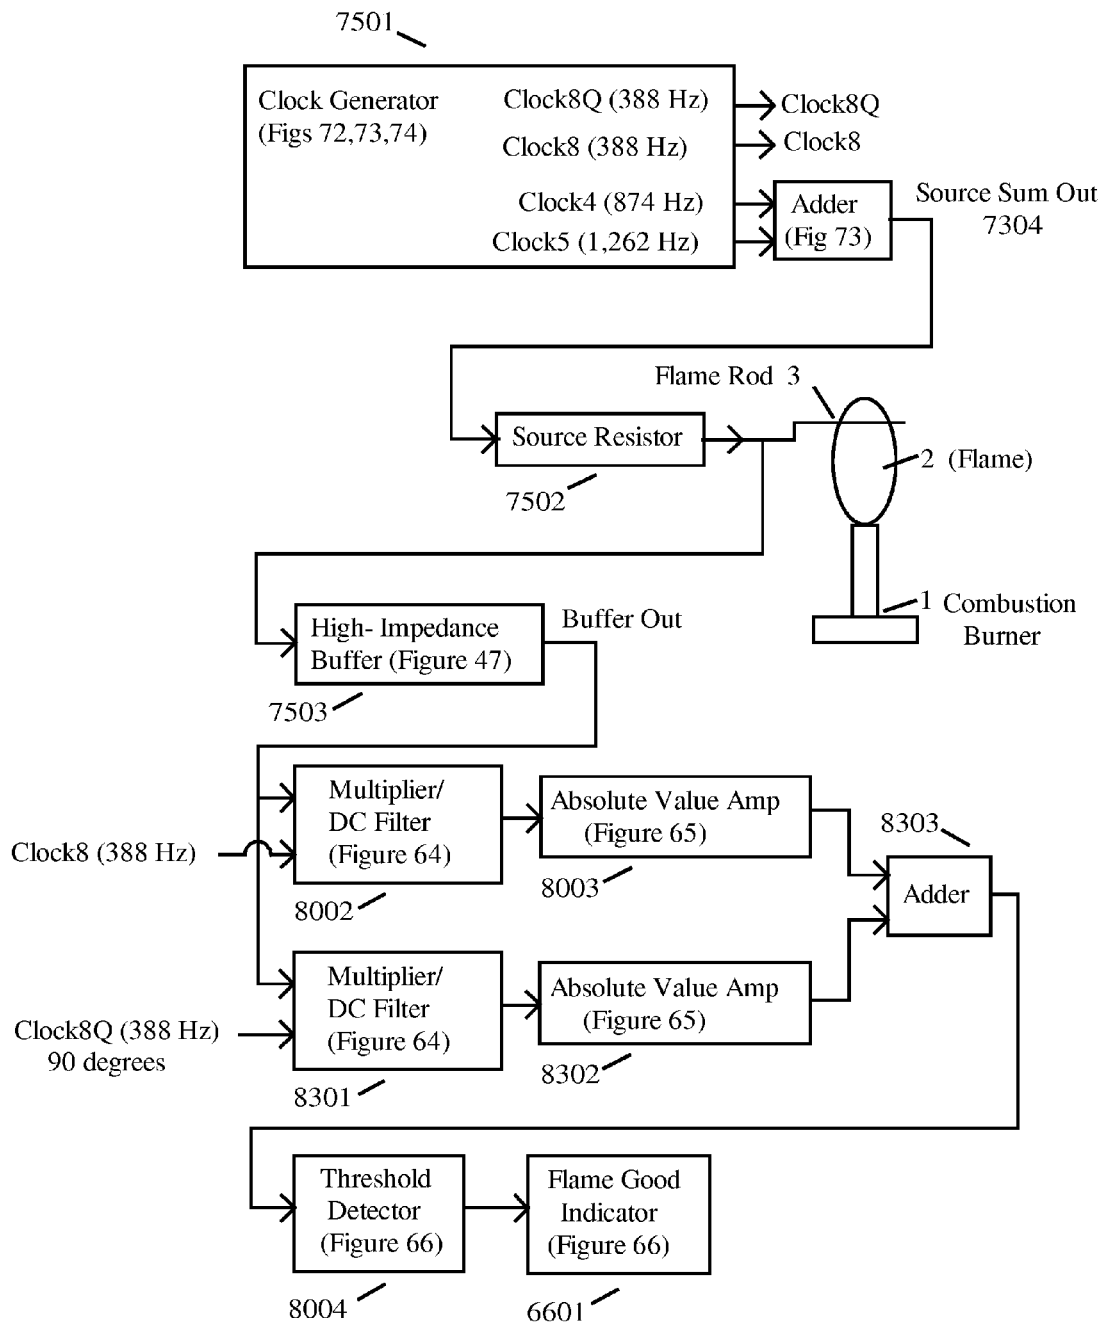 7501
Clock Generator
(Figs 72,73,74)
Clock8Q (388 Hz)
Clock8 (388 Hz)
Clock4 (874 Hz)
Clock5 (1,262 Hz)
Clock8Q
Clock8
Adder
(Fig 73)
Source Sum Out
7304
Flame Rod 3
Source Resistor
7502
2 (Flame)
1 Combustion
Burner
High- Impedance
Buffer (Figure 47)
Buffer Out
7503
Multiplier/
DC Filter
(Figure 64)
Absolute Value Amp
(Figure 65)
8303
Clock8 (388 Hz)
8002
8003
Adder
Multiplier/
DC Filter
(Figure 64)
Absolute Value Amp
(Figure 65)
Clock8Q (388 Hz)
90 degrees
8301
8302
Threshold
Detector
(Figure 66)
Flame Good
Indicator
(Figure 66)
8004
6601